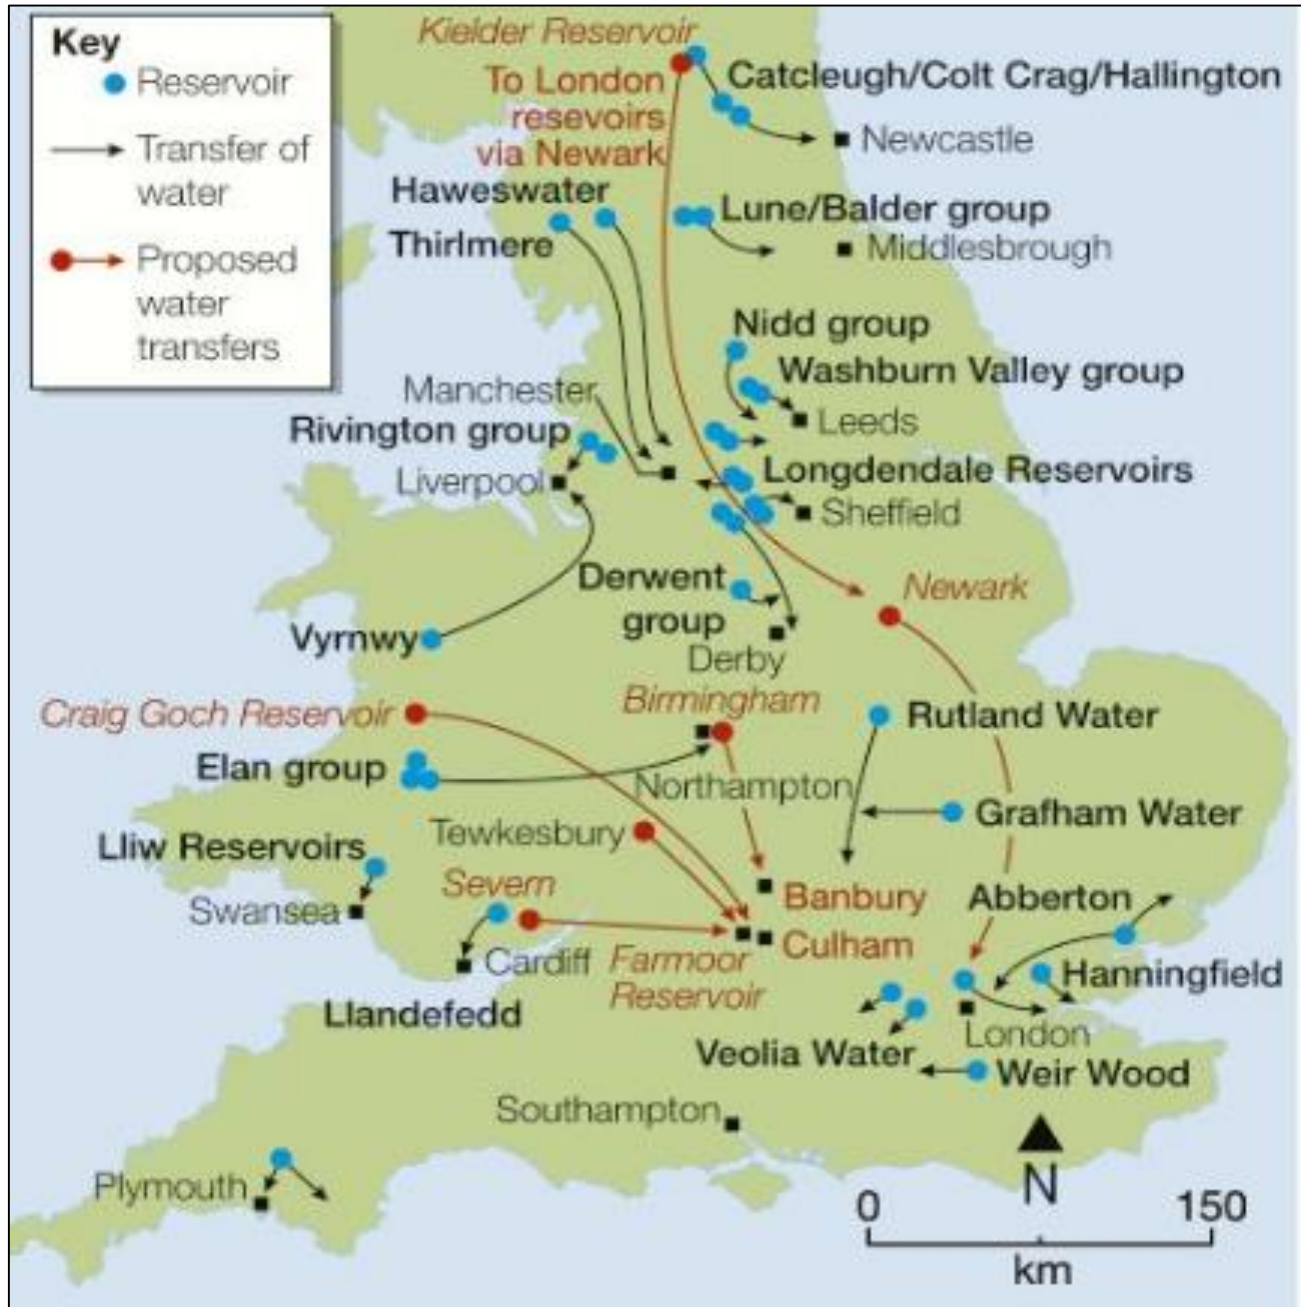 Key
Reservoir
Transfer of
water
Proposed
water
transfers
Kielder Reservoir
To London
resevoirs
via Newark
Catcleugh/Colt Crag/Hallington
Newcastle
Haweswater
Thirlmere
Lune/Balder group
Middlesbrough
Nidd group
Washburn Valley group
Leeds
Manchester
Rivington group
Liverpool
Longdendale Reservoirs
Sheffield
Derwent
group
Derby
Newark
Vyrnwy
Craig Goch Reservoir
Birmingham
Rutland Water
Elan group
Northampton
Grafham Water
Tewkesbury
Lliw Reservoirs
Swansea
Severn
Banbury
Abberton
Culham
Cardiff
Farmoor
Reservoir
Hanningfield
Llandefedd
London
Veolia Water
Weir Wood
Southampton
Plymouth
N
0 150
km